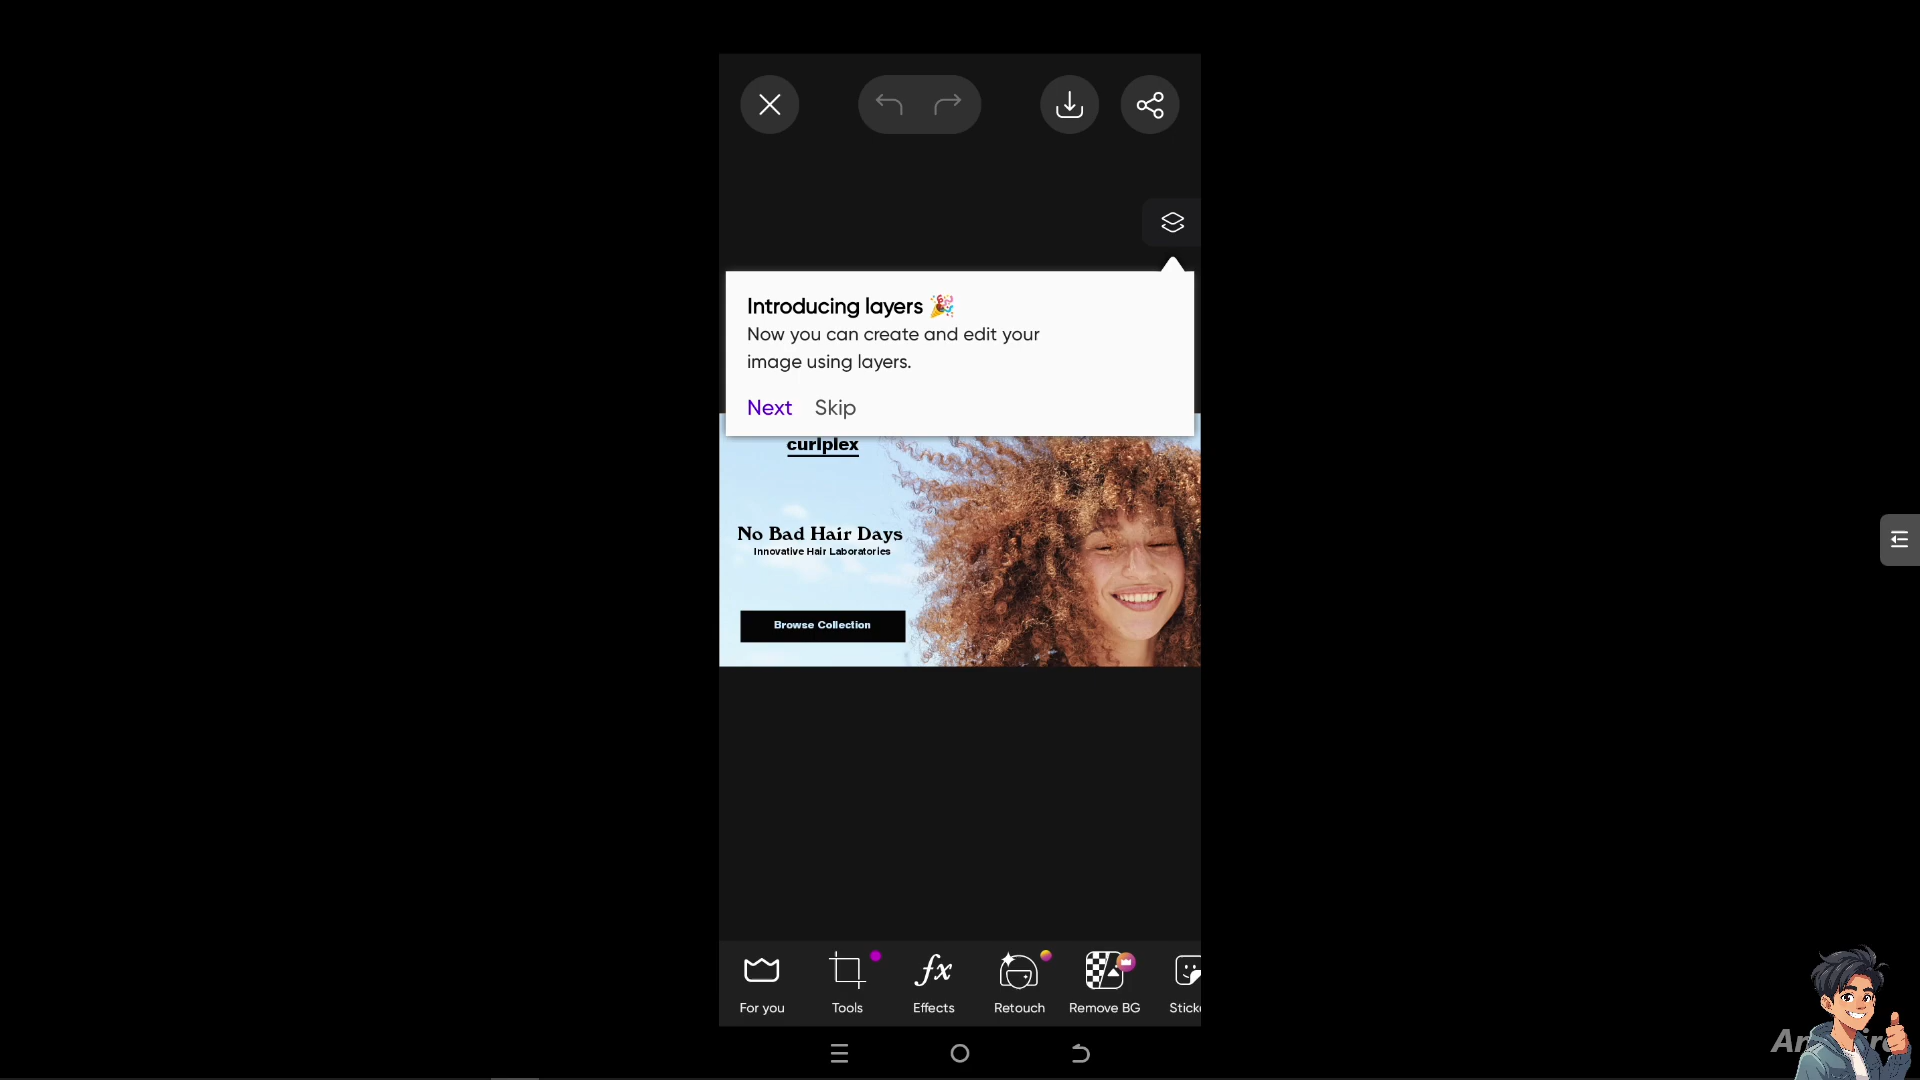 Introducing layers 🎉
Now you can create and edit your
image using layers.
Next Skip
curlplex
No Bad Hair Days
Innovative Hair Laboratories
Browse Collection
For you Tools Effects Retouch Remove BG